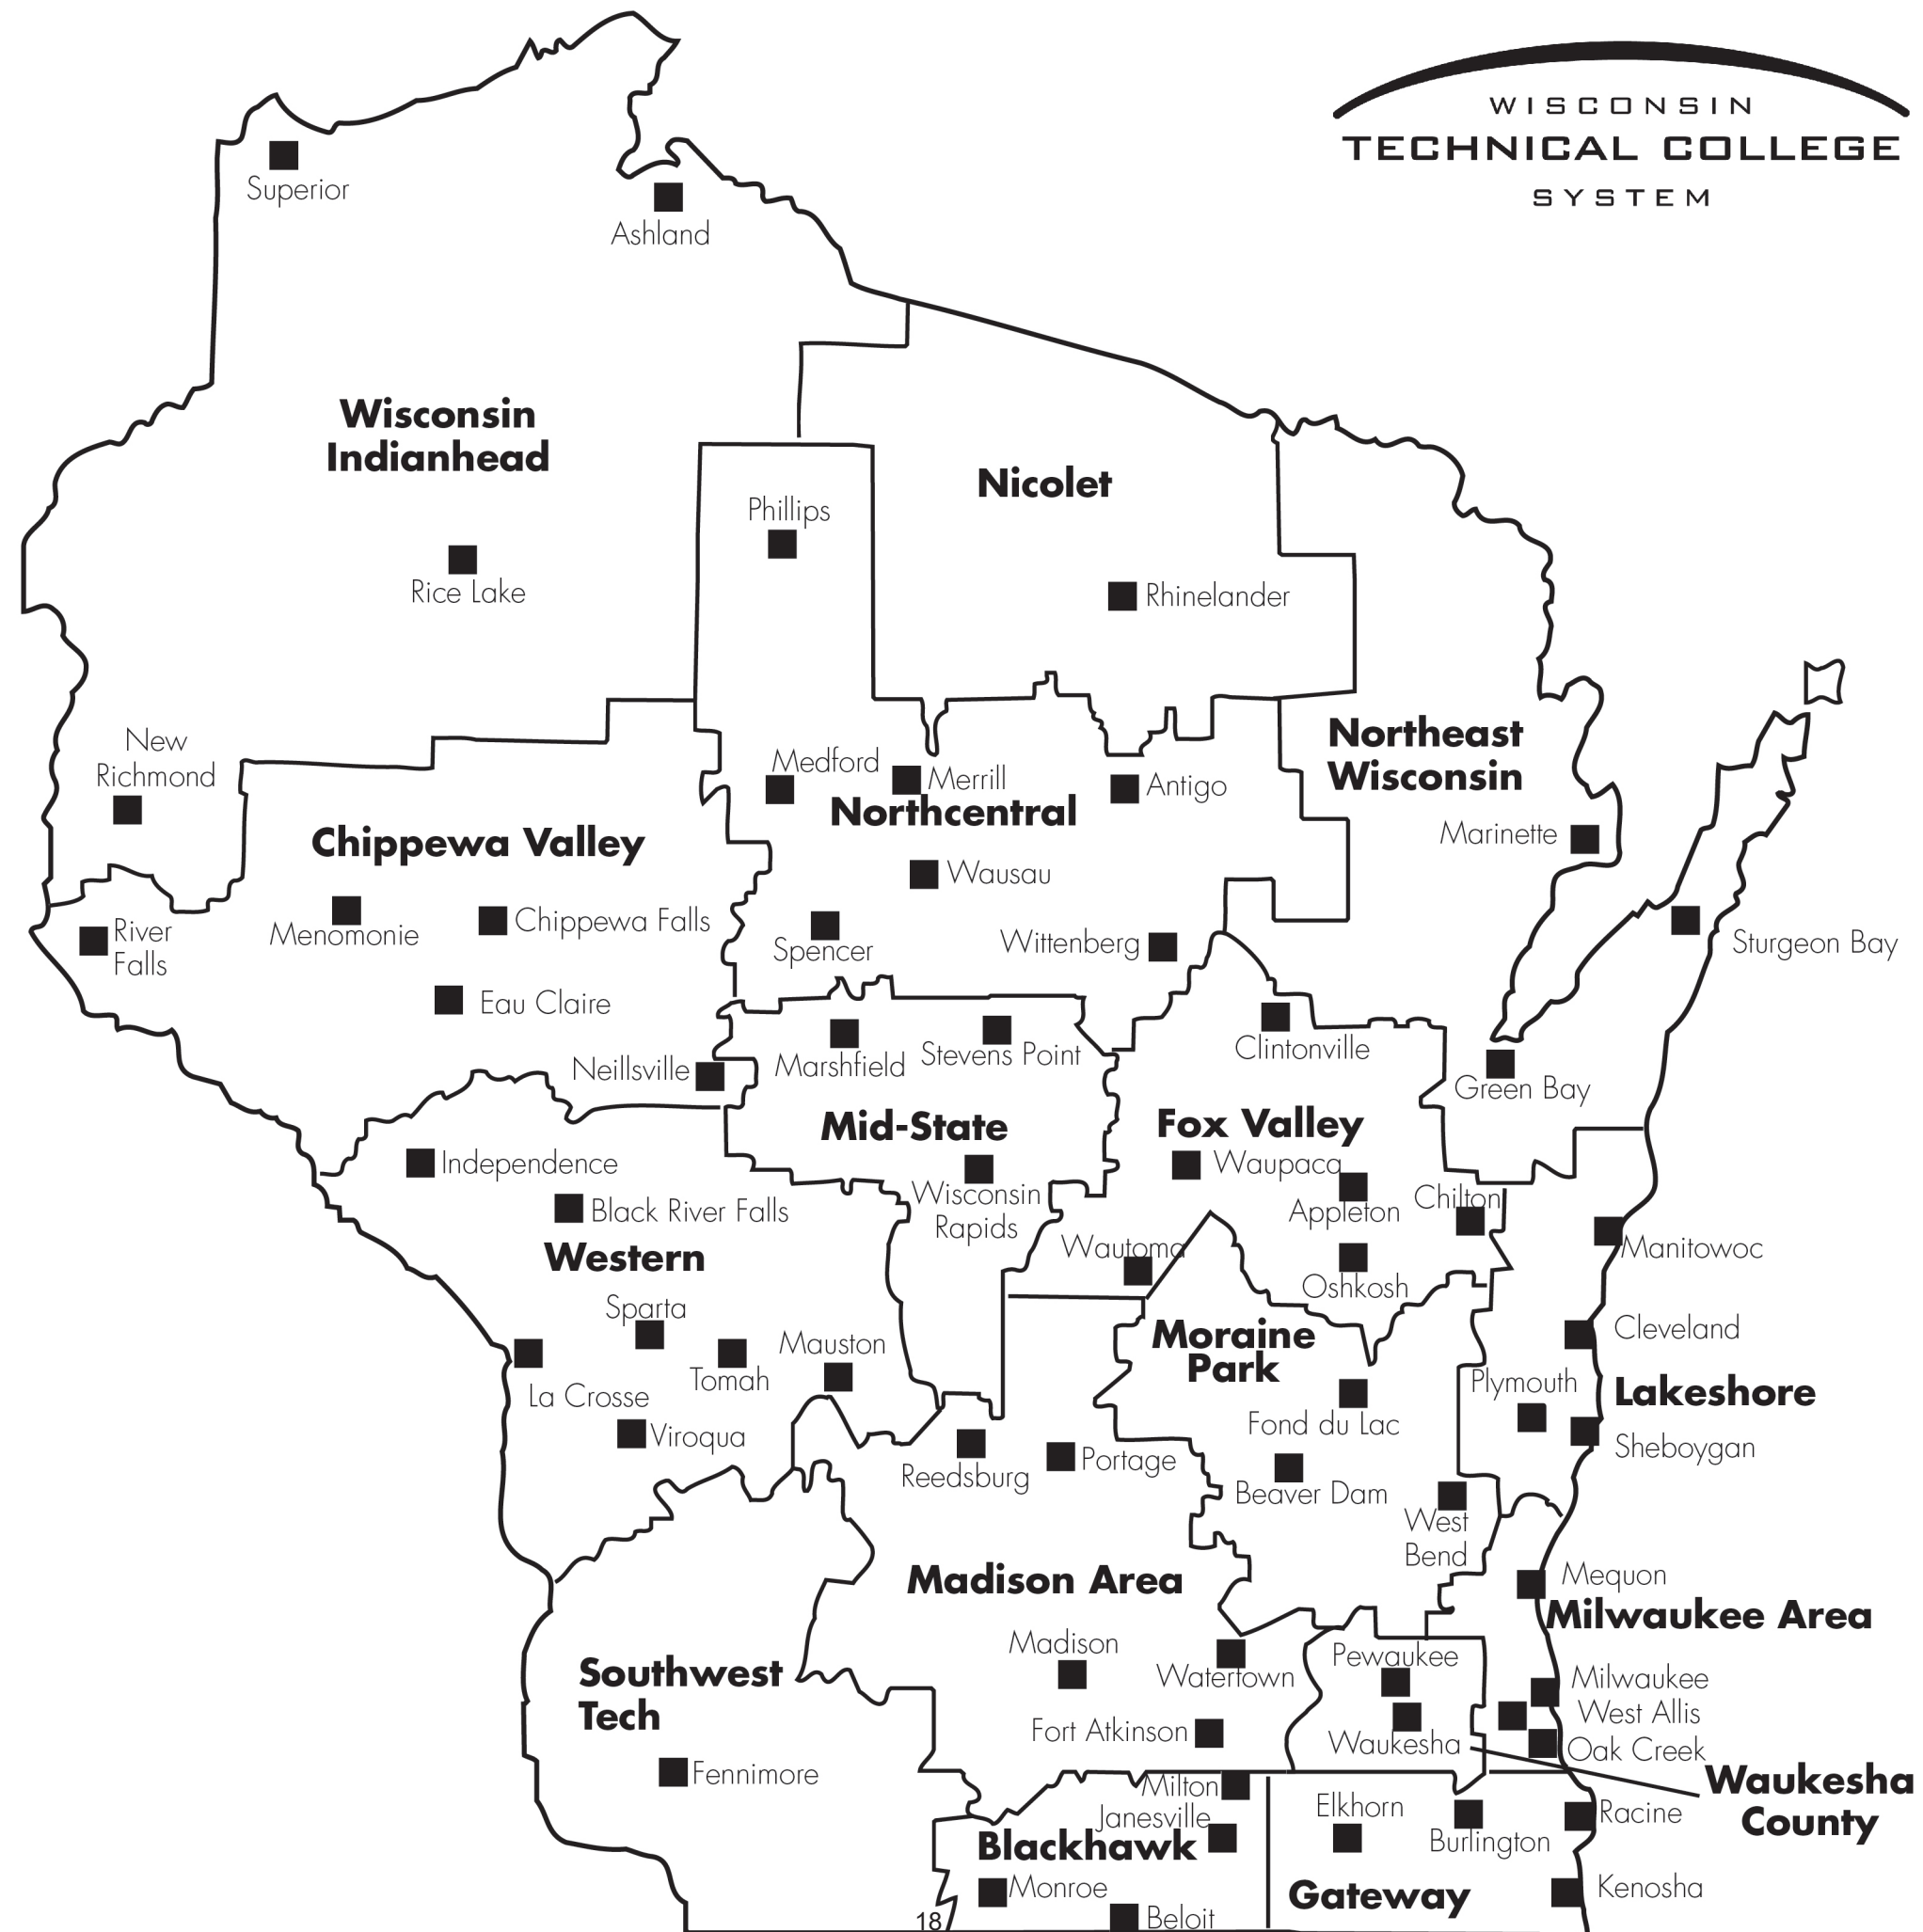 WISCONSIN
TECHNICAL COLLEGE
SYSTEM
Superior
Ashland
Wisconsin
Indianhead
Nicolet
Phillips
Rice Lake
Rhinelander
New
Richmond
Northeast
Wisconsin
Medford
Merrill
Antigo
Northcentral
Chippewa Valley
Marinette
Wausau
Menomonie
Chippewa Falls
River
Falls
Spencer
Wittenberg
Sturgeon Bay
Eau Claire
Clintonville
Neillsville
Marshfield
Stevens Point
Green Bay
Mid-State
Fox Valley
Independence
Waupaca
Wisconsin
Rapids
Black River Falls
Appleton
Chilton
Western
Wautoma
Manitowoc
Oshkosh
Sparta
Mauston
Moraine
Park
Cleveland
La Crosse
Tomah
Plymouth
Lakeshore
Fond du Lac
Viroqua
Reedsburg
Portage
Sheboygan
Beaver Dam
West
Bend
Madison Area
Mequon
Milwaukee Area
Madison
Watertown
Pewaukee
Southwest
Tech
Milwaukee
West Allis
Fort Atkinson
Waukesha
Oak Creek
Fennimore
Waukesha
County
Milton
Janesville
Elkhorn
Burlington
Racine
Blackhawk
Monroe
Gateway
Kenosha
18
Beloit